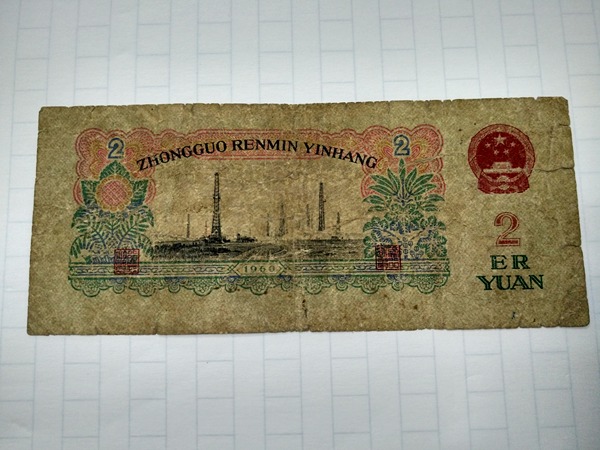 2
2
ZHONGGUO RENMIN YINHANG
1960
2
ER
YUAN